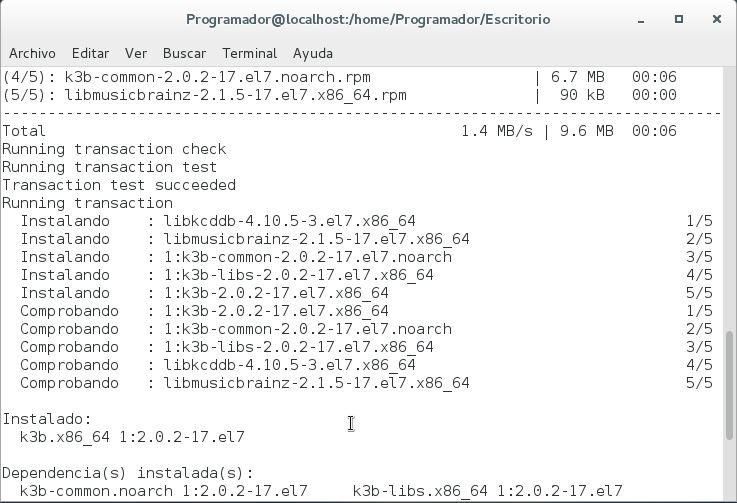 Programador@localhost:/home/Programador/Escritorio
Archivo Editar Ver Buscar Terminal Ayuda
(4/5): k3b-common-2.0.2-17.el7.noarch.rpm | 6.7 MB 00:06
(5/5): libmusicbrainz-2.1.5-17.el7.x86_64.rpm | 90 kB 00:00
--------------------------------------------------------------------------------
Total 1.4 MB/s | 9.6 MB 00:06
Running transaction check
Running transaction test
Transaction test succeeded
Running transaction
Instalando : libkcddb-4.10.5-3.el7.x86_64 1/5
Instalando : libmusicbrainz-2.1.5-17.el7.x86_64 2/5
Instalando : 1:k3b-common-2.0.2-17.el7.noarch 3/5
Instalando : 1:k3b-libs-2.0.2-17.el7.x86_64 4/5
Instalando : 1:k3b-2.0.2-17.el7.x86_64 5/5
Comprobando : 1:k3b-2.0.2-17.el7.x86_64 1/5
Comprobando : 1:k3b-common-2.0.2-17.el7.noarch 2/5
Comprobando : 1:k3b-libs-2.0.2-17.el7.x86_64 3/5
Comprobando : libkcddb-4.10.5-3.el7.x86_64 4/5
Comprobando : libmusicbrainz-2.1.5-17.el7.x86_64 5/5
Instalado:
k3b.x86_64 1:2.0.2-17.el7
Dependencia(s) instalada(s):
k3b-common.noarch 1:2.0.2-17.el7 k3b-libs.x86_64 1:2.0.2-17.el7